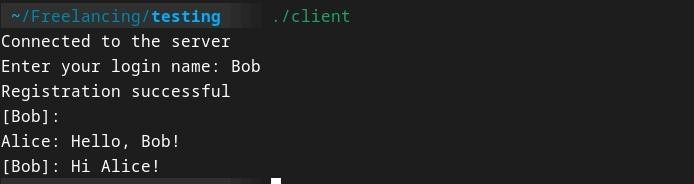 ~/Freelancing/testing ./client
Connected to the server
Enter your login name: Bob
Registration successful
[Bob]:
Alice: Hello, Bob!
[Bob]: Hi Alice!